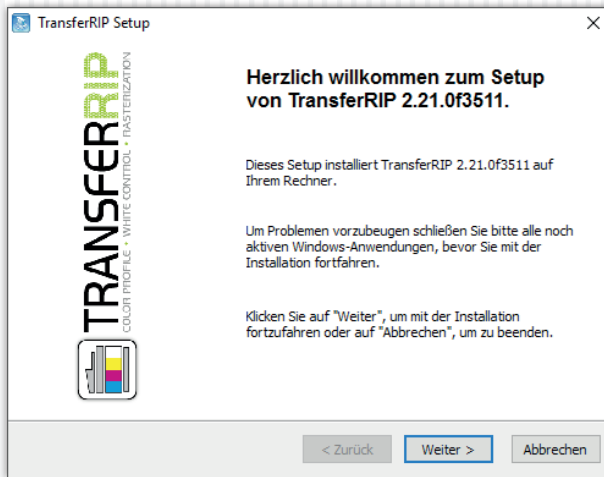 TransferRIP Setup
TRANSFERRIP
COLOR PROFILE • WHITE CONTROL • RASTERIZATION
Herzlich willkommen zum Setup
von TransferRIP 2.21.0f3511.
Dieses Setup installiert TransferRIP 2.21.0f3511 auf
Ihrem Rechner.
Um Problemen vorzubeugen schließen Sie bitte alle noch
aktiven Windows-Anwendungen, bevor Sie mit der
Installation fortfahren.
Klicken Sie auf "Weiter", um mit der Installation
fortzufahren oder auf "Abbrechen", um zu beenden.
< Zurück
Weiter >
Abbrechen